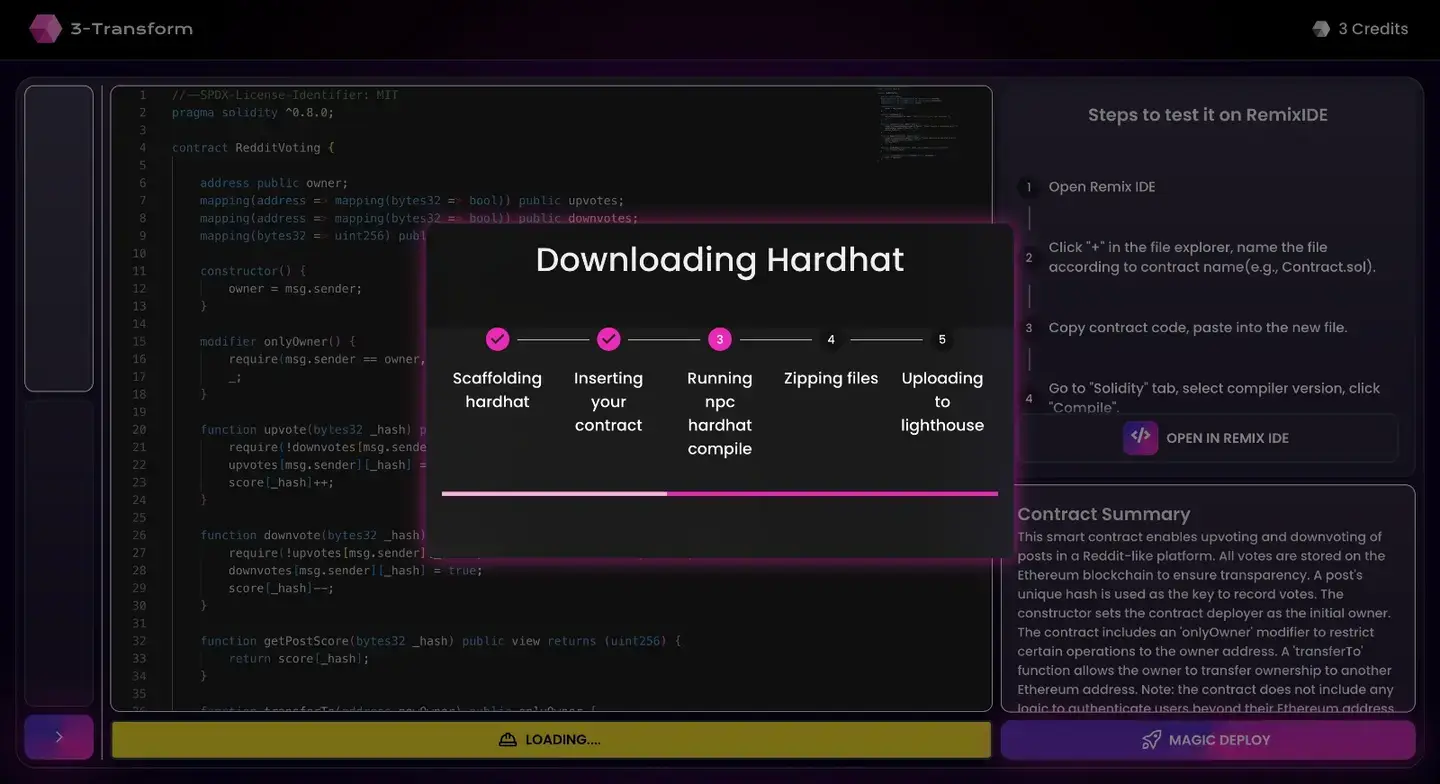 3-Transform
3 Credits
1 //--SPDX-License-Identifier: MIT
2 pragma solidity ^0.8.0;
3
4 contract RedditVoting {
5
6 address public owner;
7 mapping(address => mapping(bytes32 => bool)) public upvotes;
8 mapping(address => mapping(bytes32 => bool)) public downvotes;
9 mapping(bytes32 => uint256) publ
10
11 constructor() {
12 owner = msg.sender;
13 }
14
15 modifier onlyOwner() {
16 require(msg.sender == owner,
17 _;
18 }
19
20 function upvote(bytes32 _hash) p
21 require(!downvotes[msg.sende
22 upvotes[msg.sender][_hash] =
23 score[_hash]++;
24 }
25
26 function downvote(bytes32 _hash)
27 require(!upvotes[msg.sender]
28 downvotes[msg.sender][_hash] = true;
29 score[_hash]--;
30 }
31
32 function getPostScore(bytes32 _hash) public view returns (uint256) {
33 return score[_hash];
34 }
35
36 function transferTo(address newOwner) public onlyOwner {
Downloading Hardhat
3 4 5
Scaffolding hardhat
Inserting your contract
Running npc hardhat compile
Zipping files
Uploading to lighthouse
LOADING....
Steps to test it on RemixIDE
1 Open Remix IDE
2 Click "+" in the file explorer, name the file
according to contract name(e.g., Contract.sol).
3 Copy contract code, paste into the new file.
4 Go to "Solidity" tab, select compiler version, click
"Compile".
</> OPEN IN REMIX IDE
Contract Summary
This smart contract enables upvoting and downvoting of
posts in a Reddit-like platform. All votes are stored on the
Ethereum blockchain to ensure transparency. A post's
unique hash is used as the key to record votes. The
constructor sets the contract deployer as the initial owner.
The contract includes an 'onlyOwner' modifier to restrict
certain operations to the owner address. A 'transferTo'
function allows the owner to transfer ownership to another
Ethereum address. Note: the contract does not include any
logic to authenticate users beyond their Ethereum address
MAGIC DEPLOY